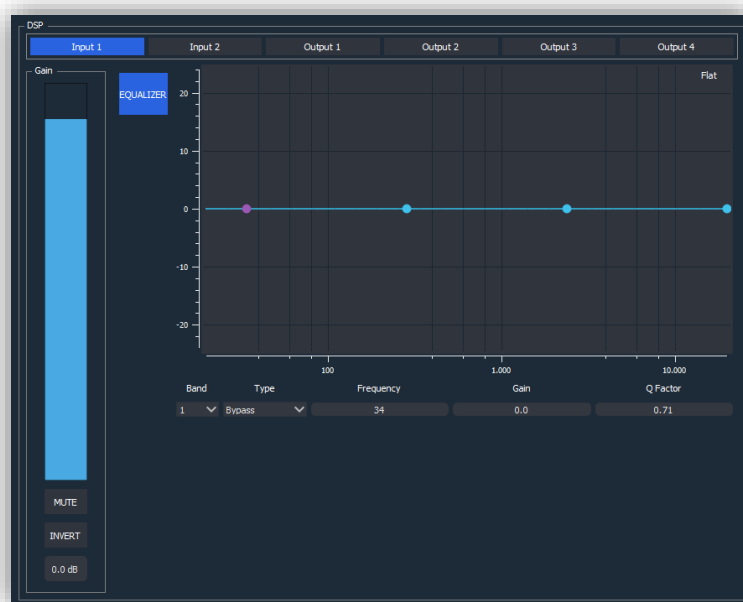 DSP
Input 1 Input 2 Output 1 Output 2 Output 3 Output 4
Gain
EQUALIZER
Flat
20
10
0
-10
-20
100 1.000 10.000
Band Type Frequency Gain Q Factor
1 Bypass 34 0.0 0.71
MUTE
INVERT
0.0 dB